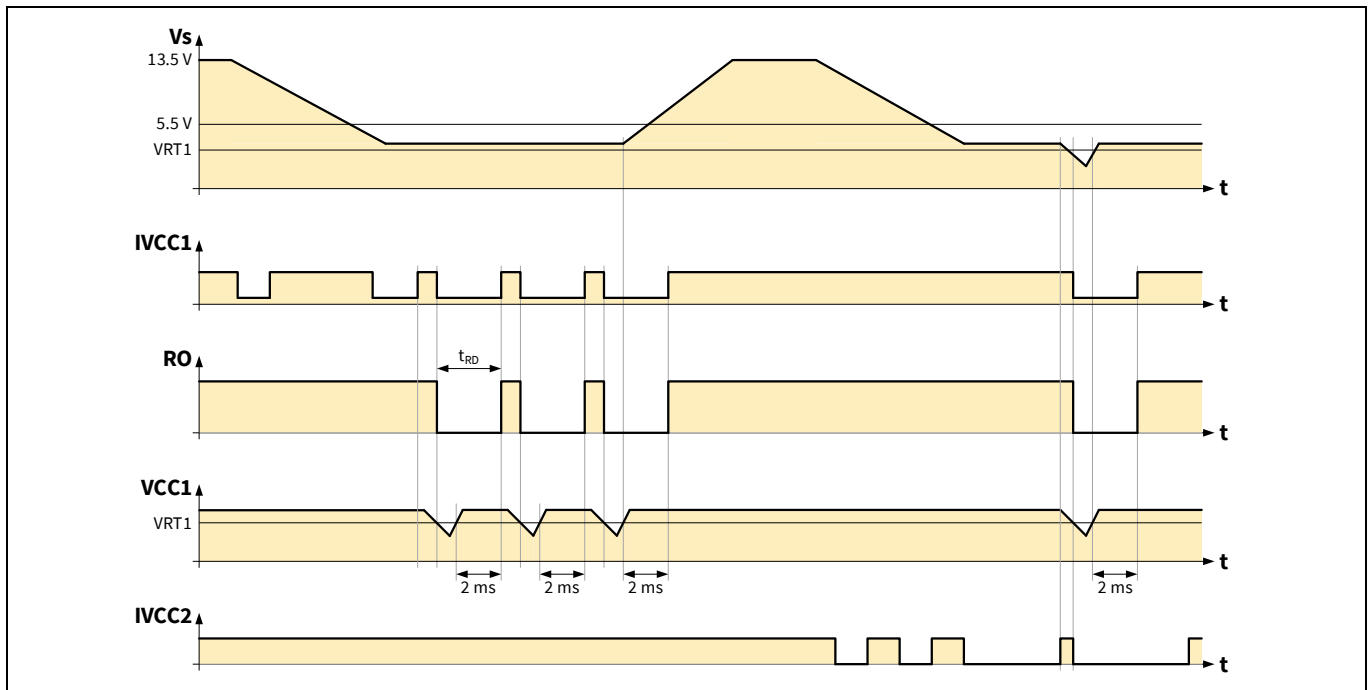 Vs
13.5 V
5.5 V
VRT1
t
IVCC1
t
RO
tRD
t
VCC1
VRT1
t
2 ms
2 ms
2 ms
2 ms
IVCC2
t